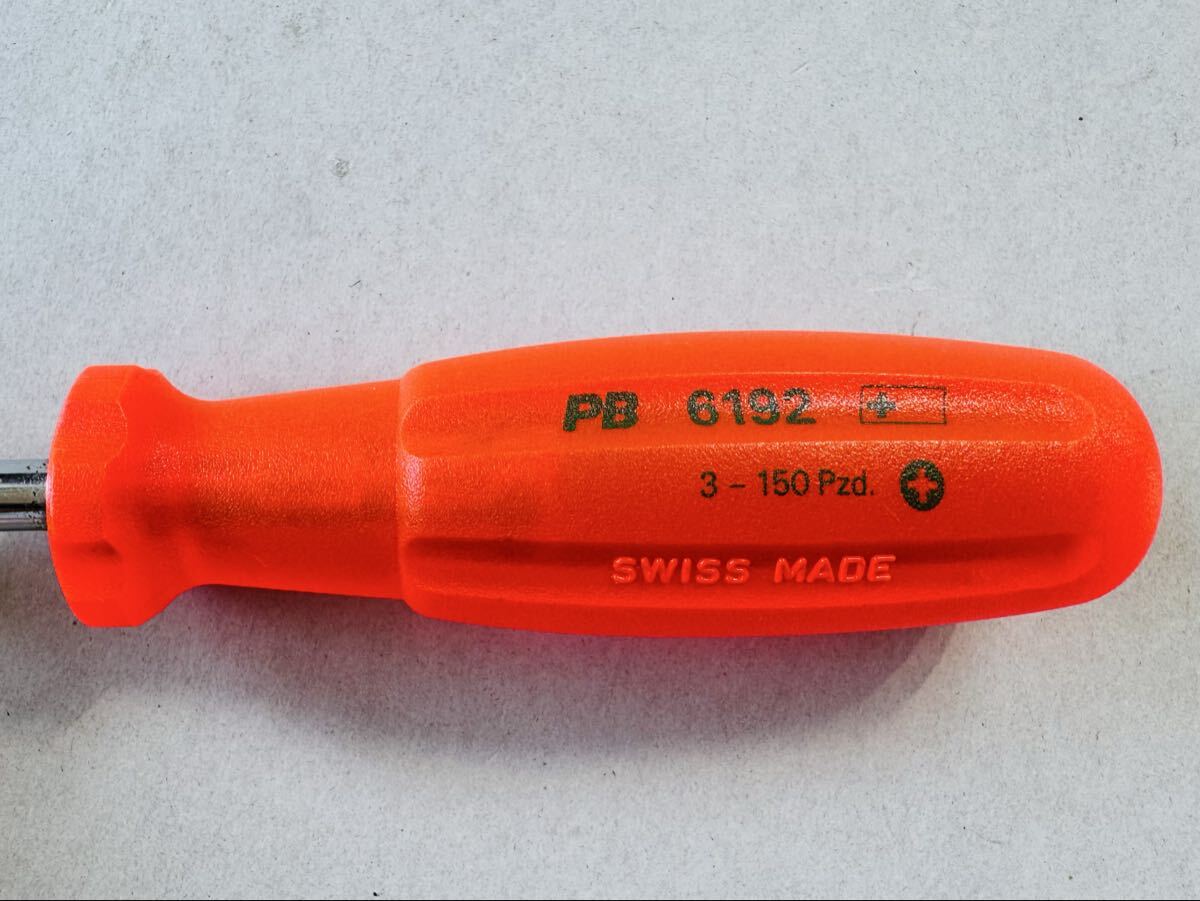 PB 6192
3 - 150 Pzd.
SWISS MADE